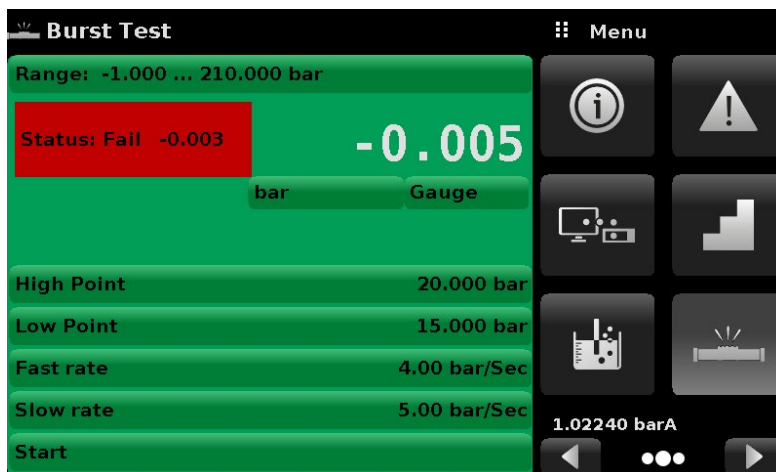 Burst Test
Menu
Range: -1.000 ... 210.000 bar
Status: Fail -0.003
-0.005
bar Gauge
High Point 20.000 bar
Low Point 15.000 bar
Fast rate 4.00 bar/Sec
Slow rate 5.00 bar/Sec
1.02240 barA
Start